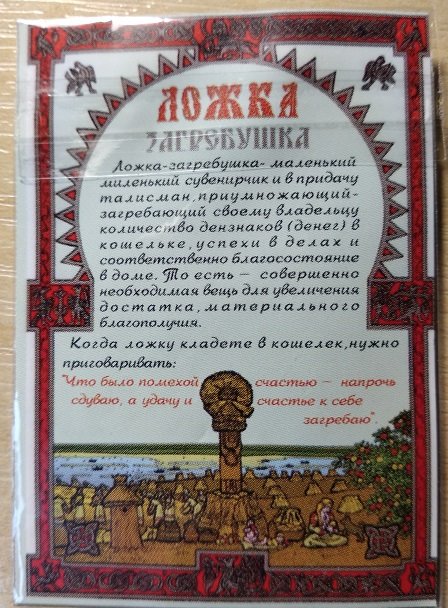 ЛОЖКА
ЗАГРЕБУШКА
Ложка-загребушка- маленький
миленький сувенирчик и в придачу
талисман, приумножающий-
загребающий своему владельцу
количество дензнаков (денег) в
кошельке, успехи в делах и
соответственно благосостояние
в доме. То есть – совершенно
необходимая вещь для увеличения
достатка, материального
благополучия.
Когда ложку кладете в кошелек, нужно
приговаривать:
"Что было помехой счастью – напрочь
сдуваю, а удачу и счастье к себе
загребаю".